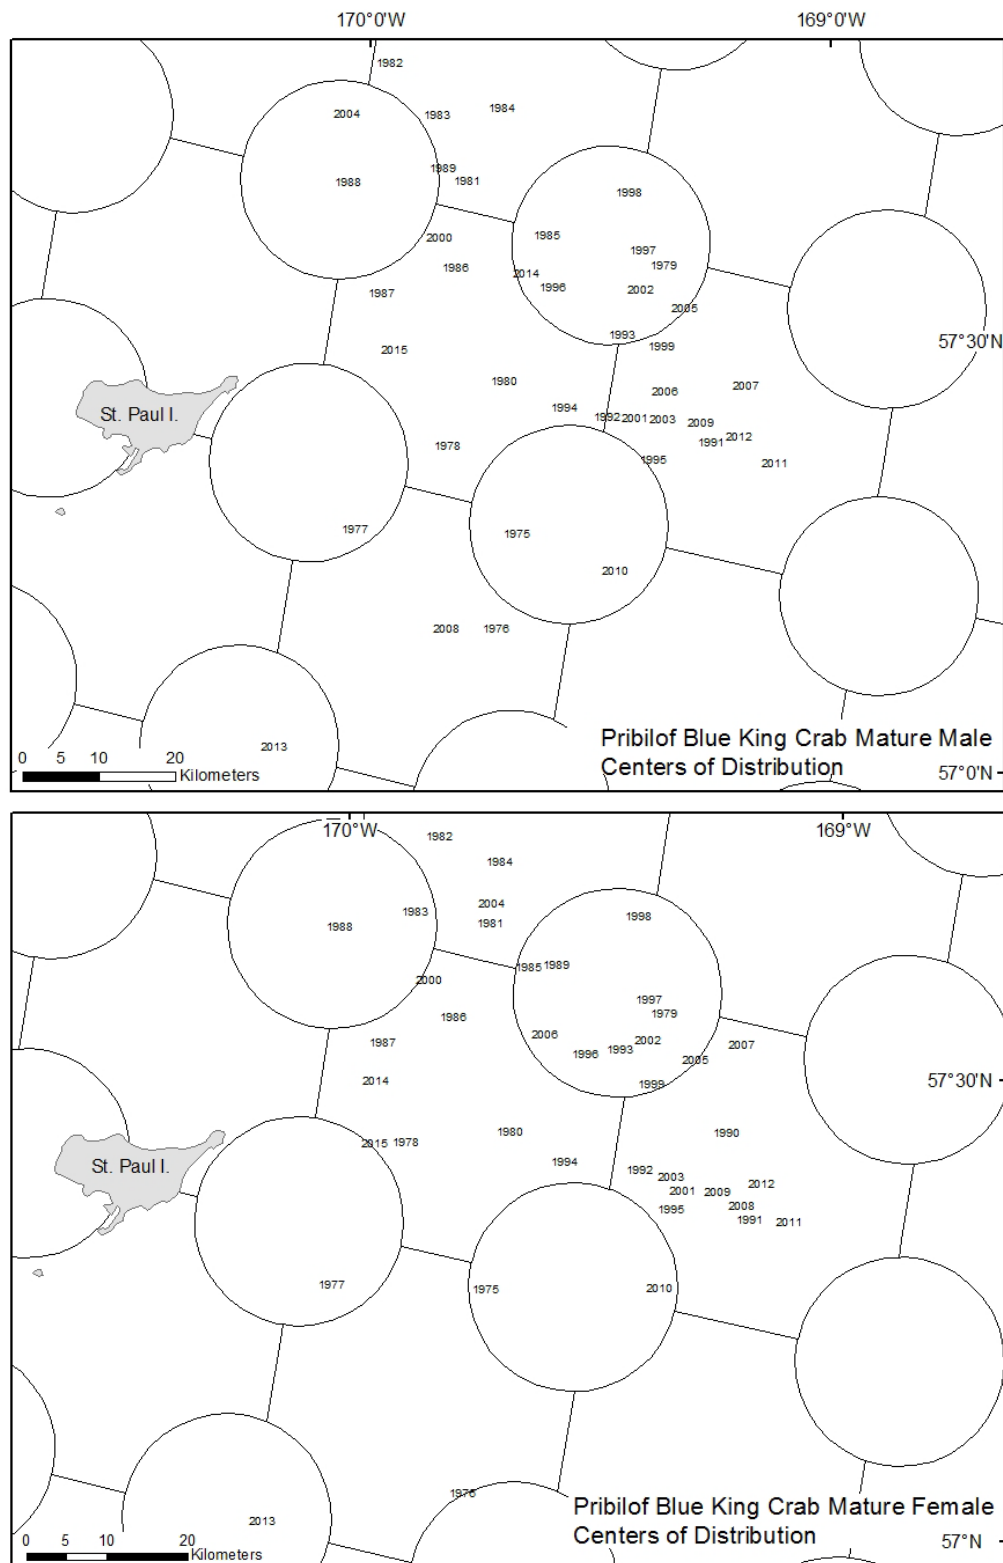 170°0'W 169°0'W
1982
2004 1983 1984
1989
1988 1981
1998
2000 1985
1997
1986 2014 1979
1987 1996 2002
2005
1993
2015 1999
57°30'N
1980 2006 2007
St. Paul I.
1994 1992 2001 2003 2009
1978 1991 2012
1995 2011
1977 1975
2010
2008 1976
2013
Pribilof Blue King Crab Mature Male
Centers of Distribution
0 5 10 20
Kilometers
57°0'N
170°W 169°W
1982
1984
2004
1983
1988 1981 1998
1985 1989
2000
1997
1986 1979
1987 2006 2002 2007
1996 1993 2005
2014 1999
57°30'N
1980 1990
2015 1978
St. Paul I.
1994 1992 2003
2001 2009 2012
1995 2008
1991 2011
1977 1975 2010
1976
2013
Pribilof Blue King Crab Mature Female
Centers of Distribution
0 5 10 20
Kilometers
57°N